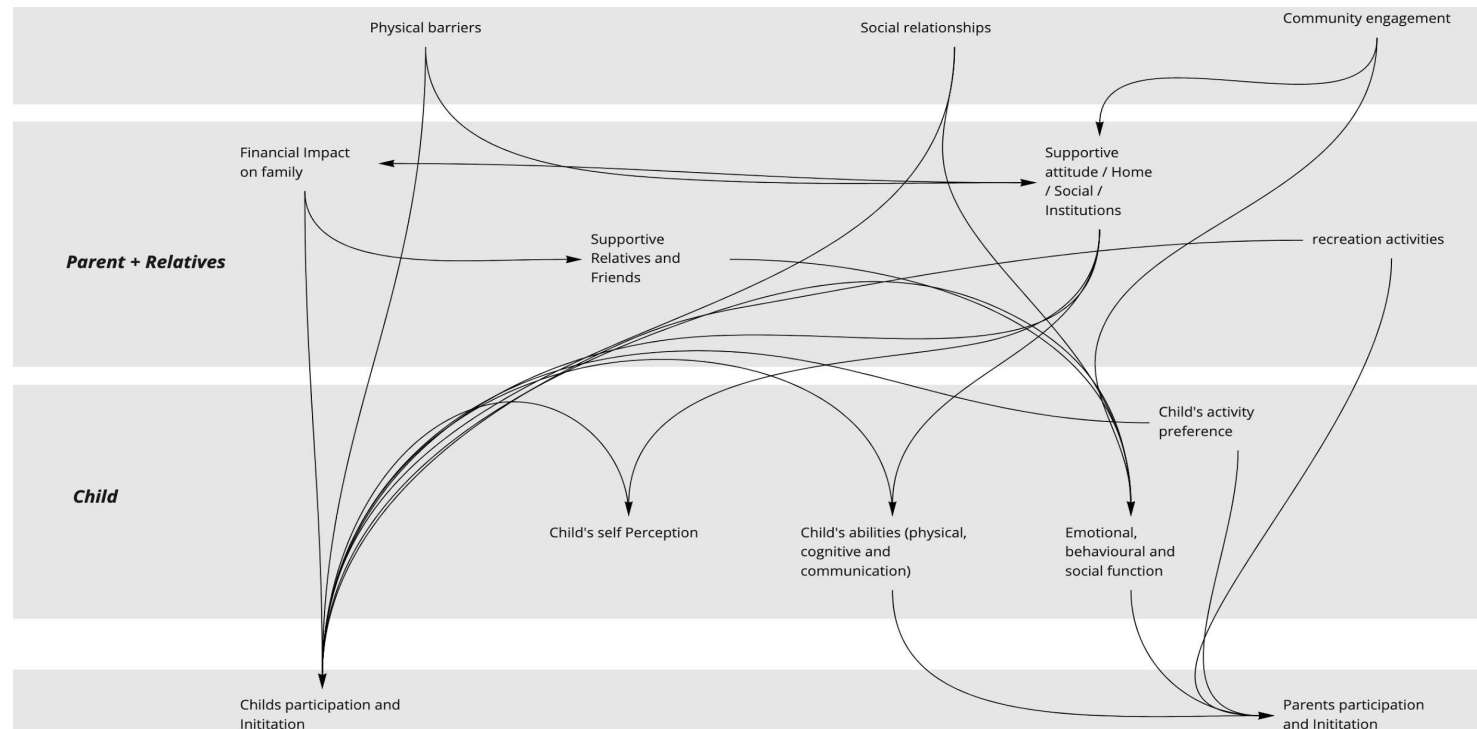 Physical barriers
Social relationships
Community engagement
Financial Impact
on family
Supportive
attitude / Home
/ Social /
Institutions
Parent + Relatives
Supportive
Relatives and
Friends
recreation activities
Child's activity
preference
Child
Child's self Perception
Child's abilities (physical,
cognitive and
communication)
Emotional,
behavioural and
social function
Childs participation and
Inititation
Parents participation
and Inititation